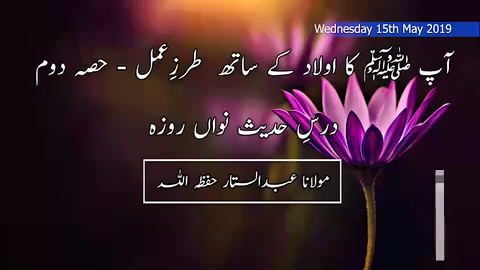 Wednesday 15th May 2019
آپ ﷺ کا اولاد کے ساتھ طرزِ عمل - حصہ دوم
درسِ حدیث نواں روزہ
مولانا عبدالستار حفظہ اللہ